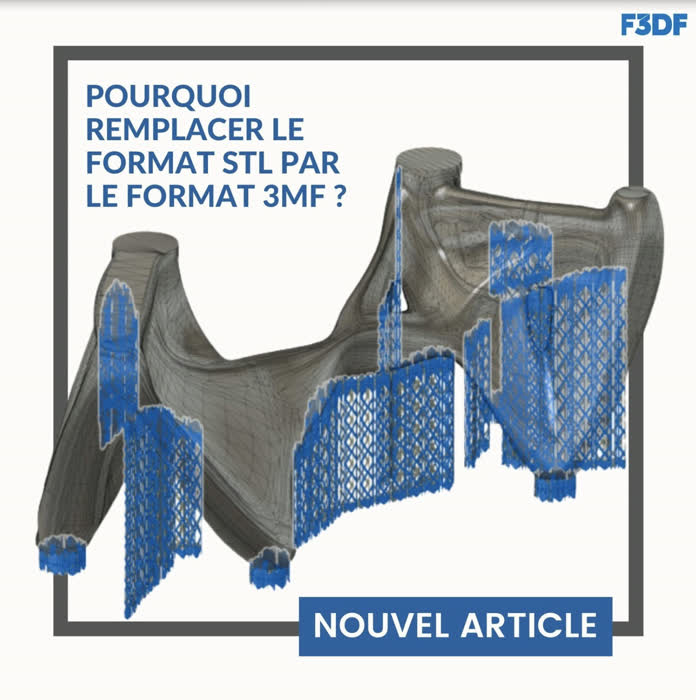 F3DF
POURQUOI
REMPLACER LE
FORMAT STL PAR
LE FORMAT 3MF ?
NOUVEL ARTICLE